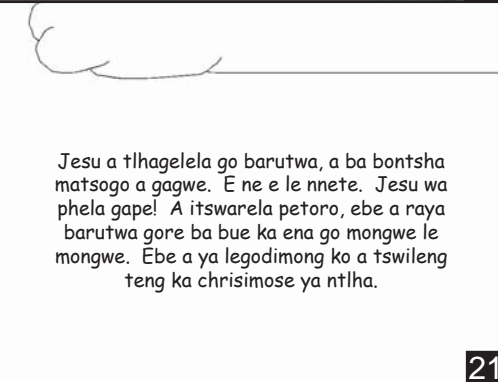 Jesu a tlhagelela go barutwa, a ba bontsha
matsogo a gagwe. E ne e le nnete. Jesu wa
phela gape! A itswarela petoro, ebe a raya
barutwa gore ba bue ka ena go mongwe le
mongwe. Ebe a ya legodimong ko a tswileng
teng ka chrisimose ya ntlha.
21